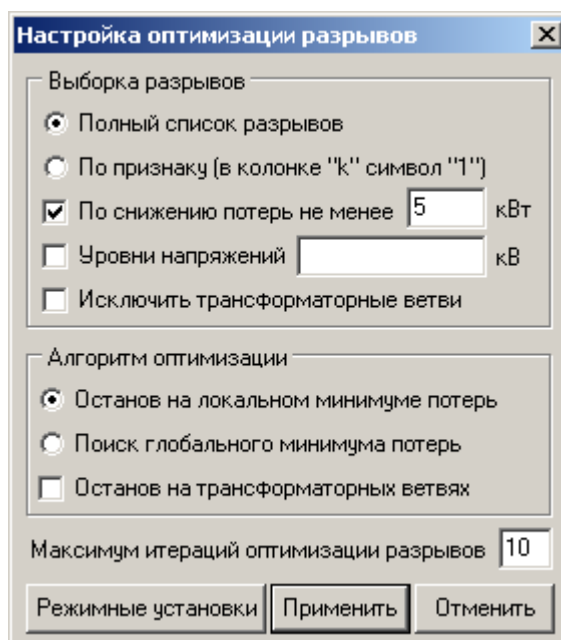 Настройка оптимизации разрывов
Выборка разрывов
Полный список разрывов
По признаку (в колонке "k" символ "1")
По снижению потерь не менее 5 кВт
Уровни напряжений кВ
Исключить трансформаторные ветви
Алгоритм оптимизации
Останов на локальном минимуме потерь
Поиск глобального минимума потерь
Останов на трансформаторных ветвях
Максимум итераций оптимизации разрывов 10
Режимные установки Применить Отменить